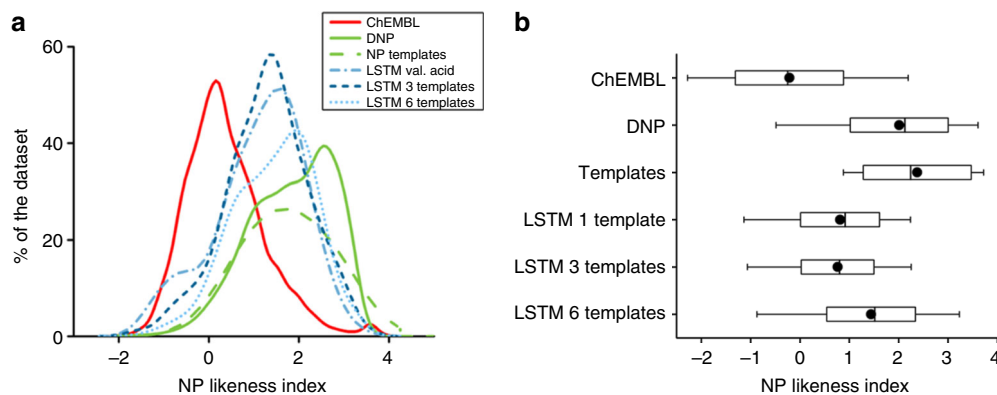 a
ChEMBL
DNP
NP templates
LSTM val. acid
LSTM 3 templates
LSTM 6 templates
60
40
20
0
% of the dataset
−2
0
2
4
NP likeness index
b
ChEMBL
DNP
Templates
LSTM 1 template
LSTM 3 templates
LSTM 6 templates
−2
−1
0
1
2
3
4
NP likeness index